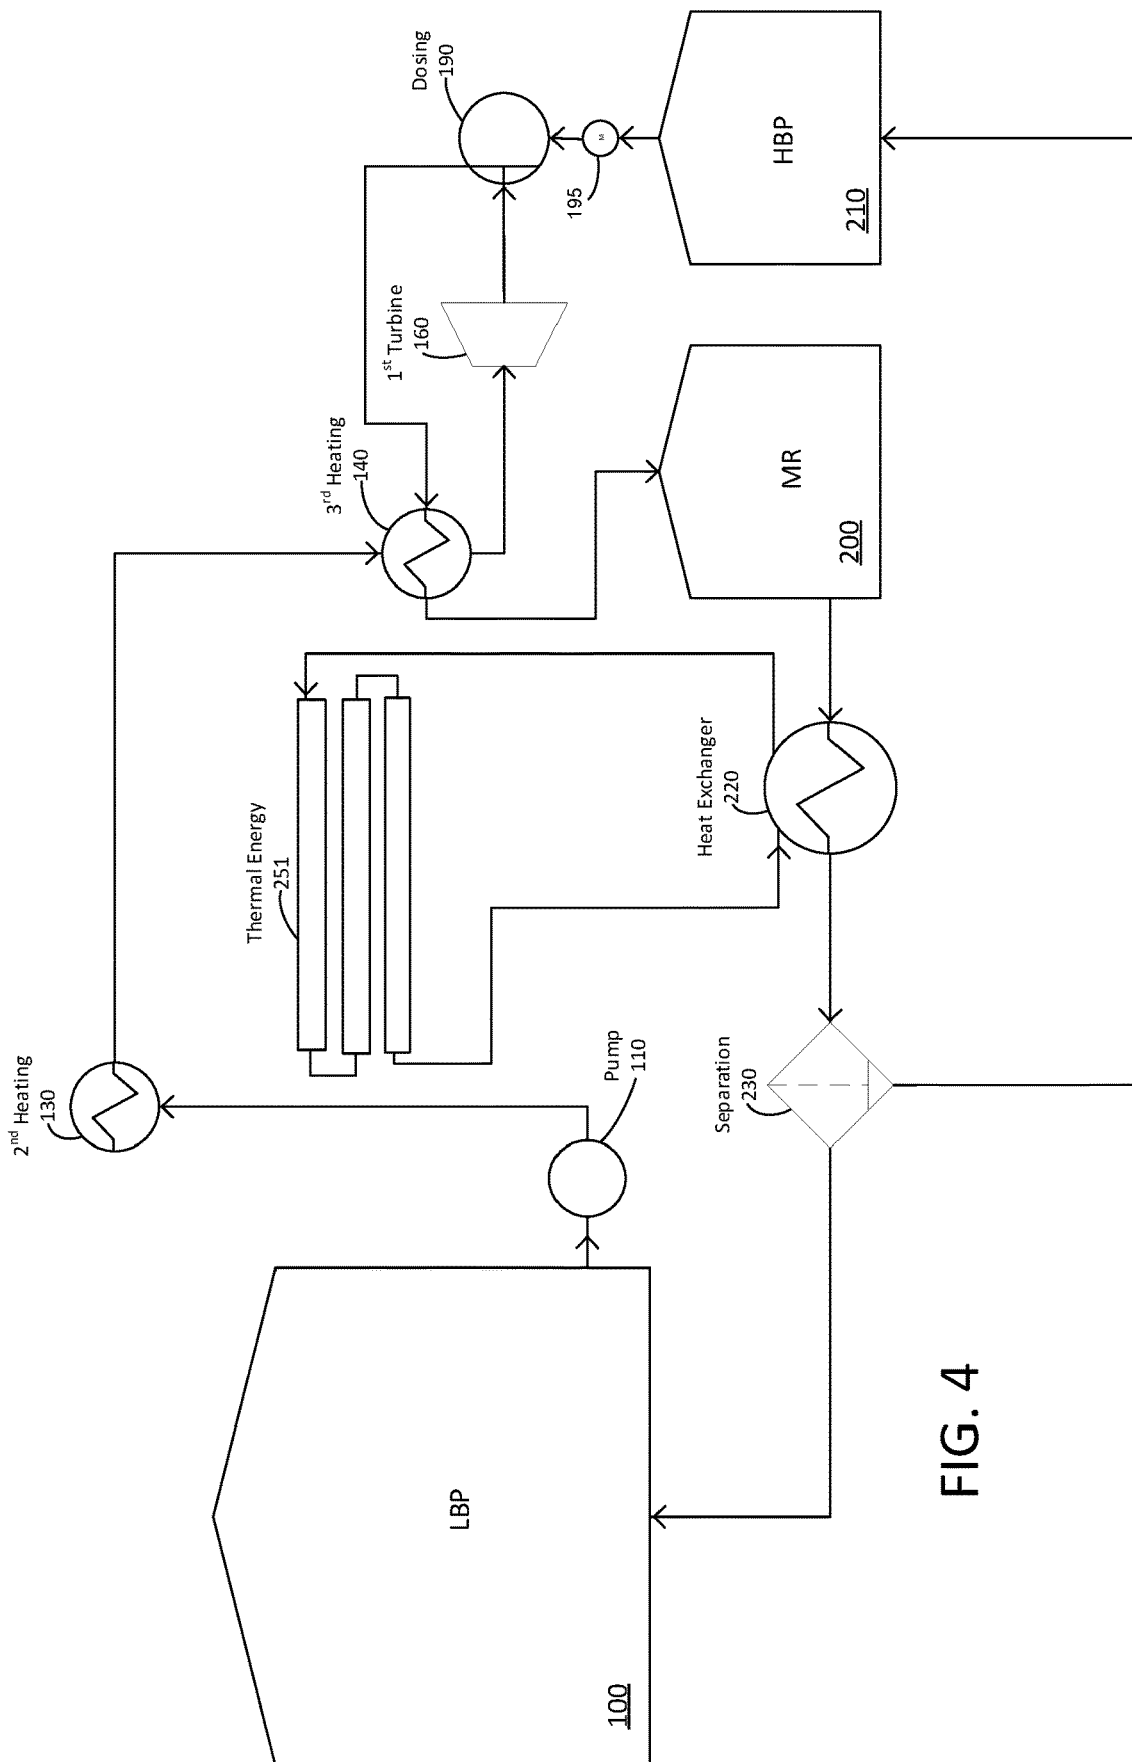 2nd Heating
130
3rd Heating
140
1st Turbine
160
Dosing
190
Thermal Energy
251
Pump
110
195
M
LBP
100
Separation
230
Heat Exchanger
220
MR
200
HBP
210
FIG. 4